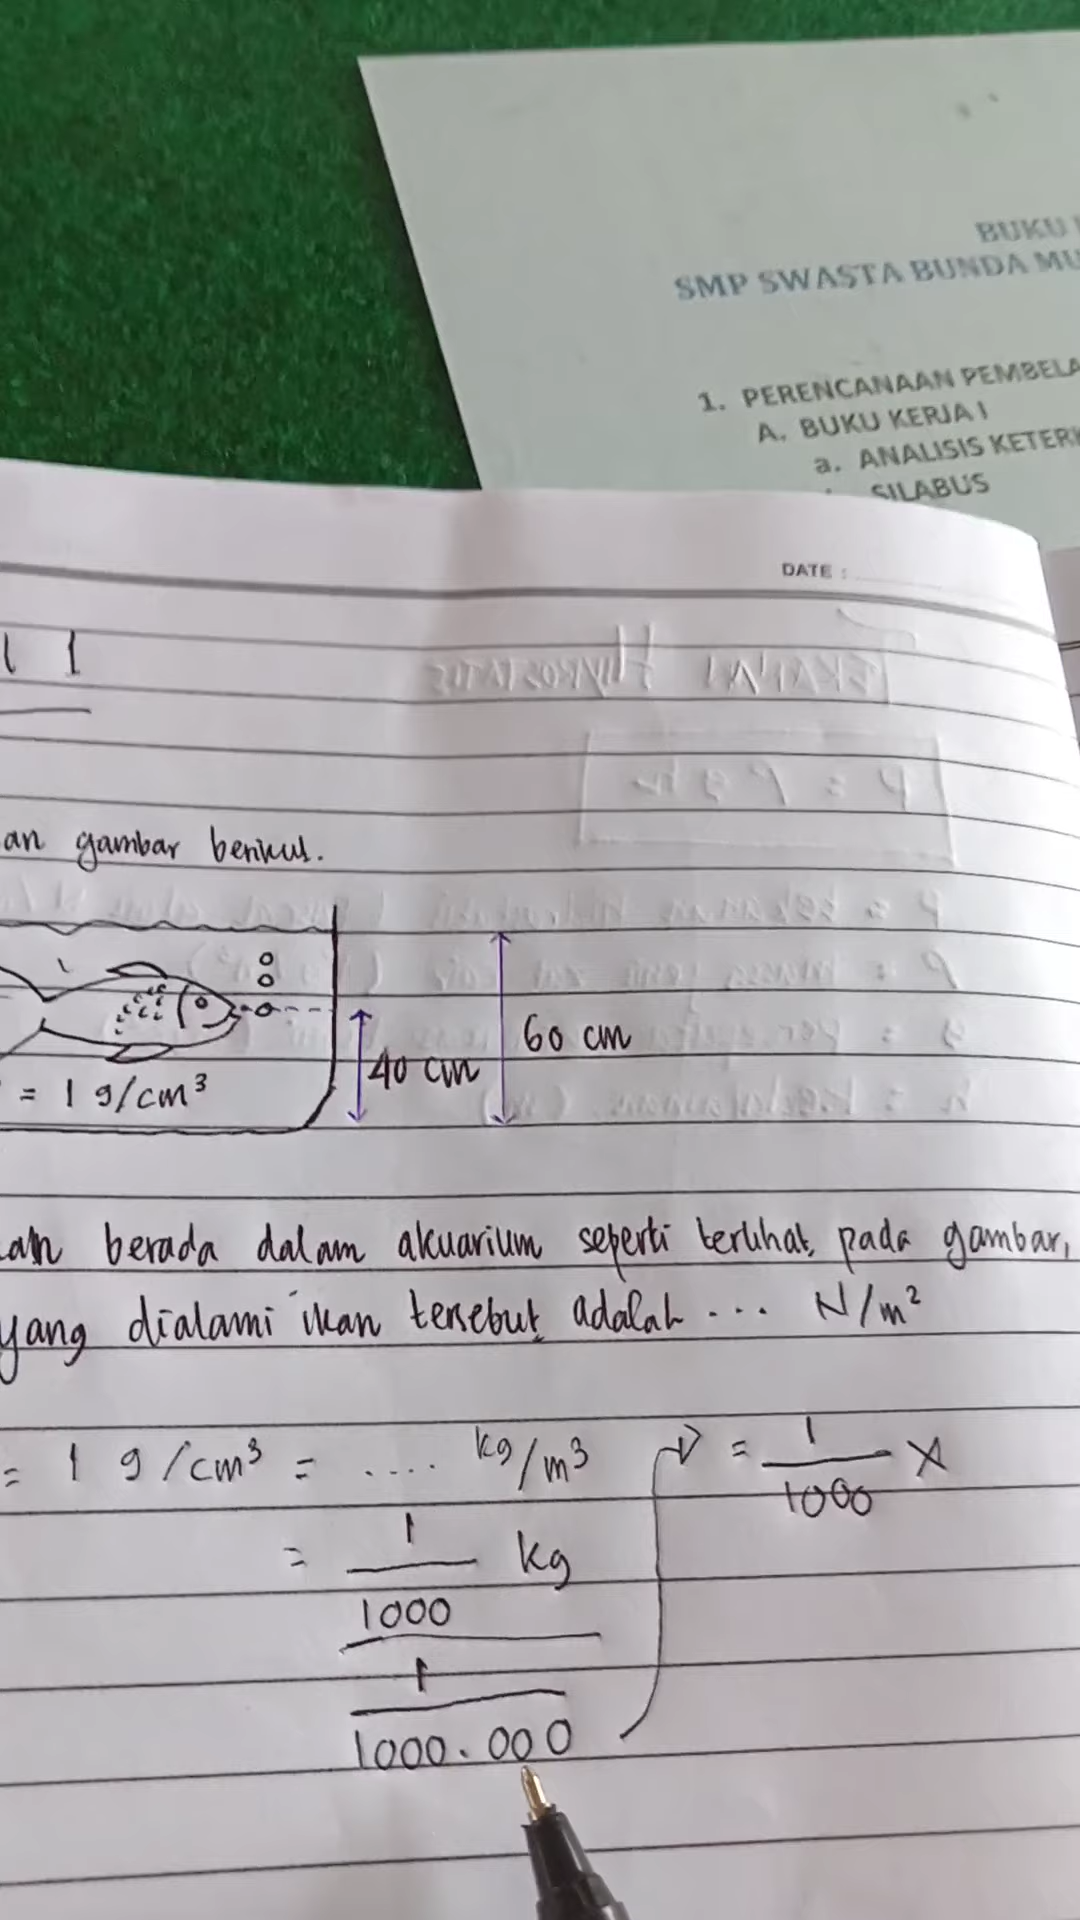 BUKU
SMP SWASTA BUNDA MU
1. PERENCANAAN PEMBELA
A. BUKU KERJA I
a. ANALISIS KETERK
SILABUS
DATE :
1
an gambar berikut.
60 cm
40 cm
= 1 g/cm³
berada dalam akuarium seperti terlihat pada gambar,
yang dialami ikan tersebut adalah ... N/m²
= 1 g/cm³ = .... kg/m³
= 1/1000 x
= 1/1000 kg
1/1000.000